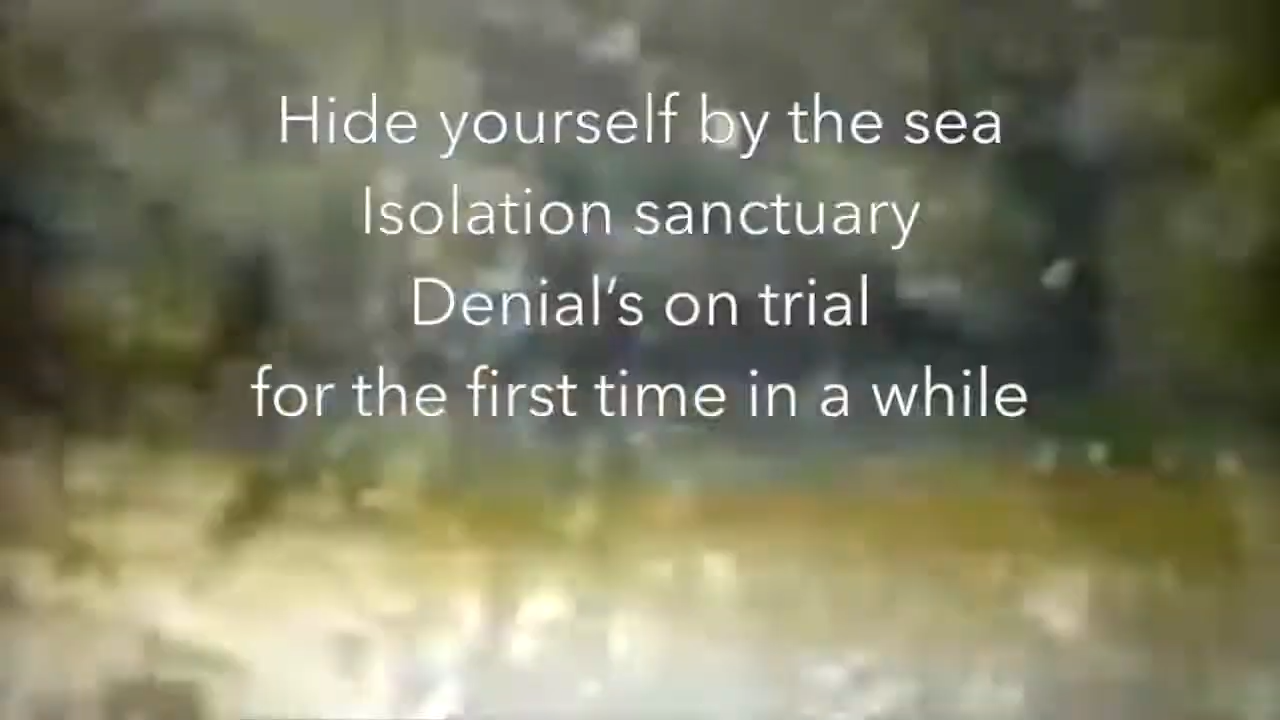 Hide yourself by the sea
Isolation sanctuary
Denial’s on trial
for the first time in a while